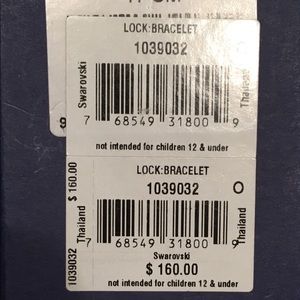 LOCK:BRACELET
1039032
Swarovski
Thailand
7 68549 31800 9
not intended for children 12 & under
LOCK:BRACELET
1039032
1039032 Thailand $ 160.00
7 68549 31800 9
Swarovski
$ 160.00
not intended for children 12 & under